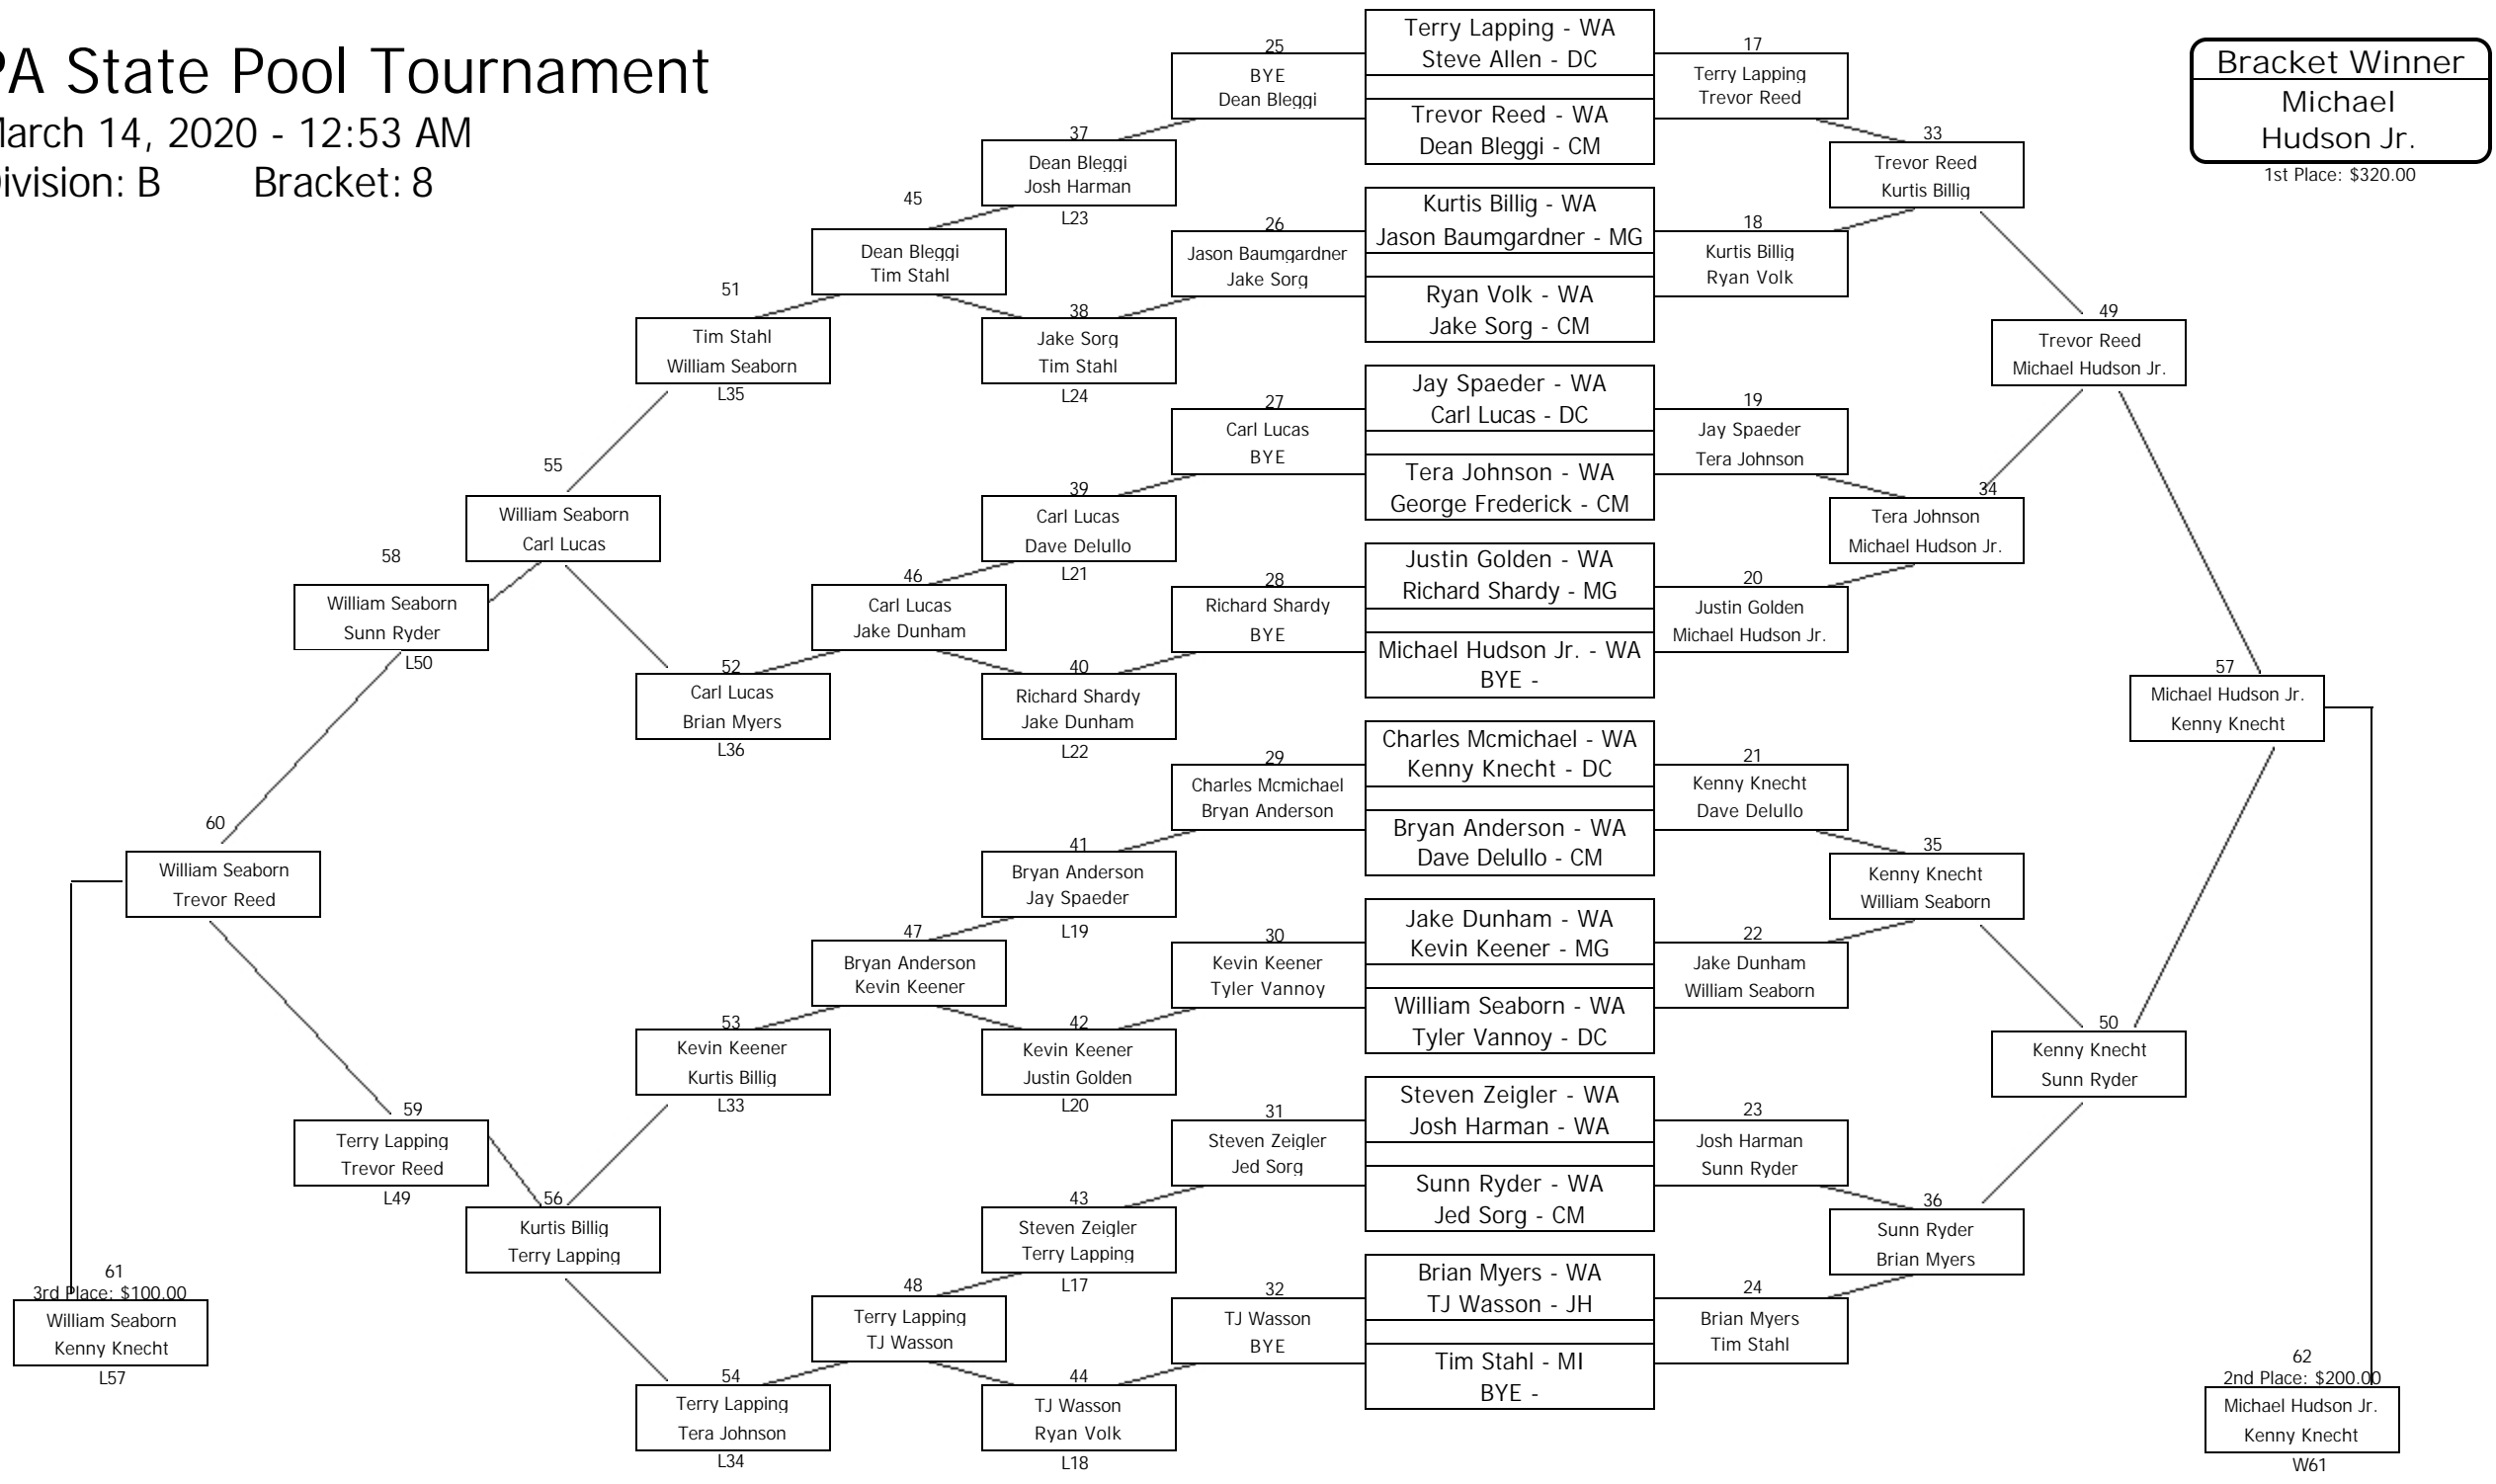 PA State Pool Tournament
March 14, 2020 - 12:53 AM
Division: B Bracket: 8
Bracket Winner
Michael
Hudson Jr.
1st Place: $320.00
Terry Lapping - WA
Steve Allen - DC
Trevor Reed - WA
Dean Bleggi - CM
Kurtis Billig - WA
Jason Baumgardner - MG
Ryan Volk - WA
Jake Sorg - CM
Jay Spaeder - WA
Carl Lucas - DC
Tera Johnson - WA
George Frederick - CM
Justin Golden - WA
Richard Shardy - MG
Michael Hudson Jr. - WA
BYE -
Charles Mcmichael - WA
Kenny Knecht - DC
Bryan Anderson - WA
Dave Delullo - CM
Jake Dunham - WA
Kevin Keener - MG
William Seaborn - WA
Tyler Vannoy - DC
Steven Zeigler - WA
Josh Harman - WA
Sunn Ryder - WA
Jed Sorg - CM
Brian Myers - WA
TJ Wasson - JH
Tim Stahl - MI
BYE -
17
Terry Lapping
Trevor Reed
18
Kurtis Billig
Ryan Volk
19
Jay Spaeder
Tera Johnson
20
Justin Golden
Michael Hudson Jr.
21
Kenny Knecht
Dave Delullo
22
Jake Dunham
William Seaborn
23
Josh Harman
Sunn Ryder
24
Brian Myers
Tim Stahl
25
BYE
Dean Bleggi
26
Jason Baumgardner
Jake Sorg
27
Carl Lucas
BYE
28
Richard Shardy
BYE
29
Charles Mcmichael
Bryan Anderson
30
Kevin Keener
Tyler Vannoy
31
Steven Zeigler
Jed Sorg
32
TJ Wasson
BYE
33
Trevor Reed
Kurtis Billig
34
Tera Johnson
Michael Hudson Jr.
35
Kenny Knecht
William Seaborn
36
Sunn Ryder
Brian Myers
37
Dean Bleggi
Josh Harman
L23
38
Jake Sorg
Tim Stahl
L24
39
Carl Lucas
Dave Delullo
L21
40
Richard Shardy
Jake Dunham
L22
41
Bryan Anderson
Jay Spaeder
L19
42
Kevin Keener
Justin Golden
L20
43
Steven Zeigler
Terry Lapping
L17
44
TJ Wasson
Ryan Volk
L18
45
Dean Bleggi
Tim Stahl
46
Carl Lucas
Jake Dunham
47
Bryan Anderson
Kevin Keener
48
Terry Lapping
TJ Wasson
49
Trevor Reed
Michael Hudson Jr.
50
Kenny Knecht
Sunn Ryder
51
Tim Stahl
William Seaborn
L35
52
Carl Lucas
Brian Myers
L36
53
Kevin Keener
Kurtis Billig
L33
54
Terry Lapping
Tera Johnson
L34
55
William Seaborn
Carl Lucas
56
Kurtis Billig
Terry Lapping
57
Michael Hudson Jr.
Kenny Knecht
58
William Seaborn
Sunn Ryder
L50
59
Terry Lapping
Trevor Reed
L49
60
William Seaborn
Trevor Reed
61
3rd Place: $100.00
William Seaborn
Kenny Knecht
L57
62
2nd Place: $200.00
Michael Hudson Jr.
Kenny Knecht
W61